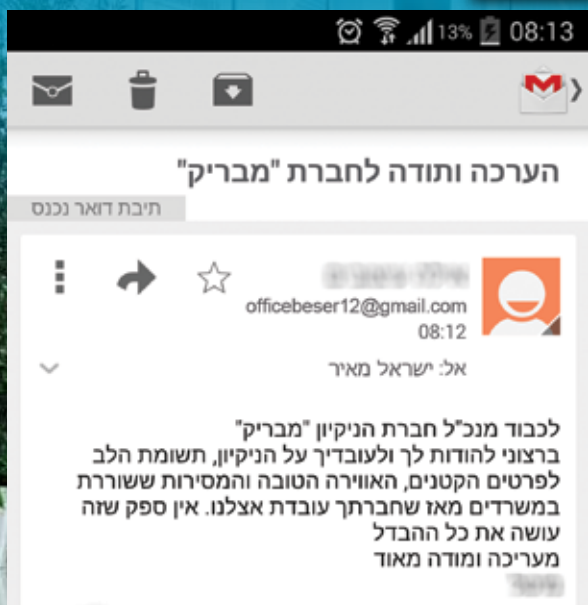 13% 08:13
הערכה ותודה לחברת "מבריק"
תיבת דואר נכנס
officebeser12@gmail.com
08:12
אל: ישראל מאיר
לכבוד מנכ"ל חברת הניקיון "מבריק"
ברצוני להודות לך ולעובדיך על הניקיון, תשומת הלב
לפרטים הקטנים, האווירה הטובה והמסירות ששוררת
במשרדים מאז שחברתך עובדת אצלנו. אין ספק שזה
עושה את כל ההבדל
מעריכה ומודה מאוד